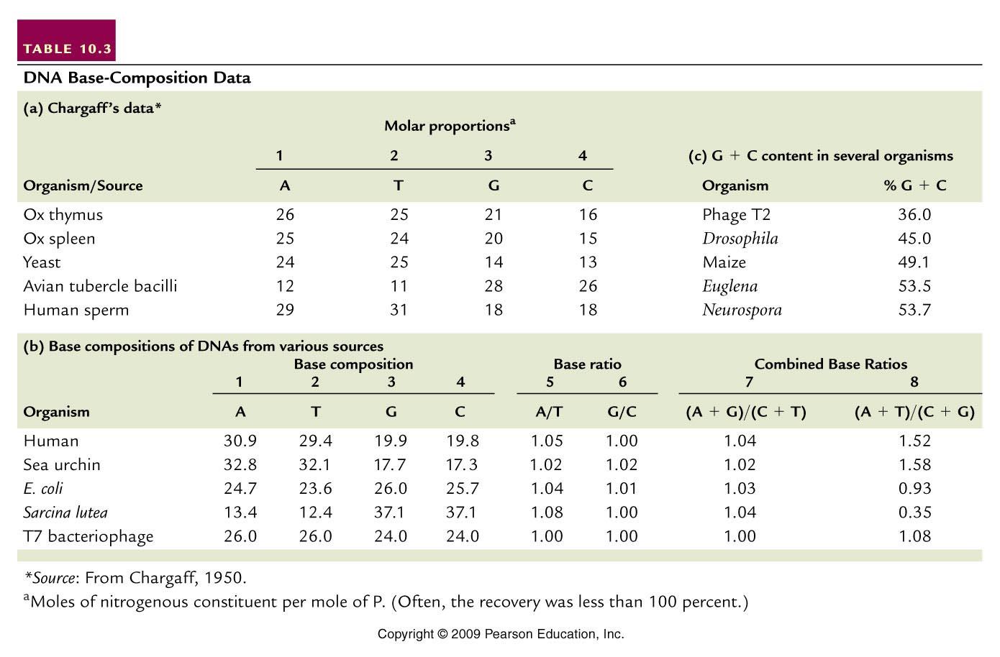 TABLE 10.3
DNA Base-Composition Data
(a) Chargaff's data*
Molar proportionsᵃ
1 2 3 4 (c) G + C content in several organisms
Organism/Source A T G C Organism % G + C
Ox thymus 26 25 21 16 Phage T2 36.0
Ox spleen 25 24 20 15 Drosophila 45.0
Yeast 24 25 14 13 Maize 49.1
Avian tubercle bacilli 12 11 28 26 Euglena 53.5
Human sperm 29 31 18 18 Neurospora 53.7
(b) Base compositions of DNAs from various sources
Base composition Base ratio Combined Base Ratios
1 2 3 4 5 6 7 8
Organism A T G C A/T G/C (A + G)/(C + T) (A + T)/(C + G)
Human 30.9 29.4 19.9 19.8 1.05 1.00 1.04 1.52
Sea urchin 32.8 32.1 17.7 17.3 1.02 1.02 1.02 1.58
E. coli 24.7 23.6 26.0 25.7 1.04 1.01 1.03 0.93
Sarcina lutea 13.4 12.4 37.1 37.1 1.08 1.00 1.04 0.35
T7 bacteriophage 26.0 26.0 24.0 24.0 1.00 1.00 1.00 1.08
*Source: From Chargaff, 1950.
ᵃMoles of nitrogenous constituent per mole of P. (Often, the recovery was less than 100 percent.)
Copyright © 2009 Pearson Education, Inc.